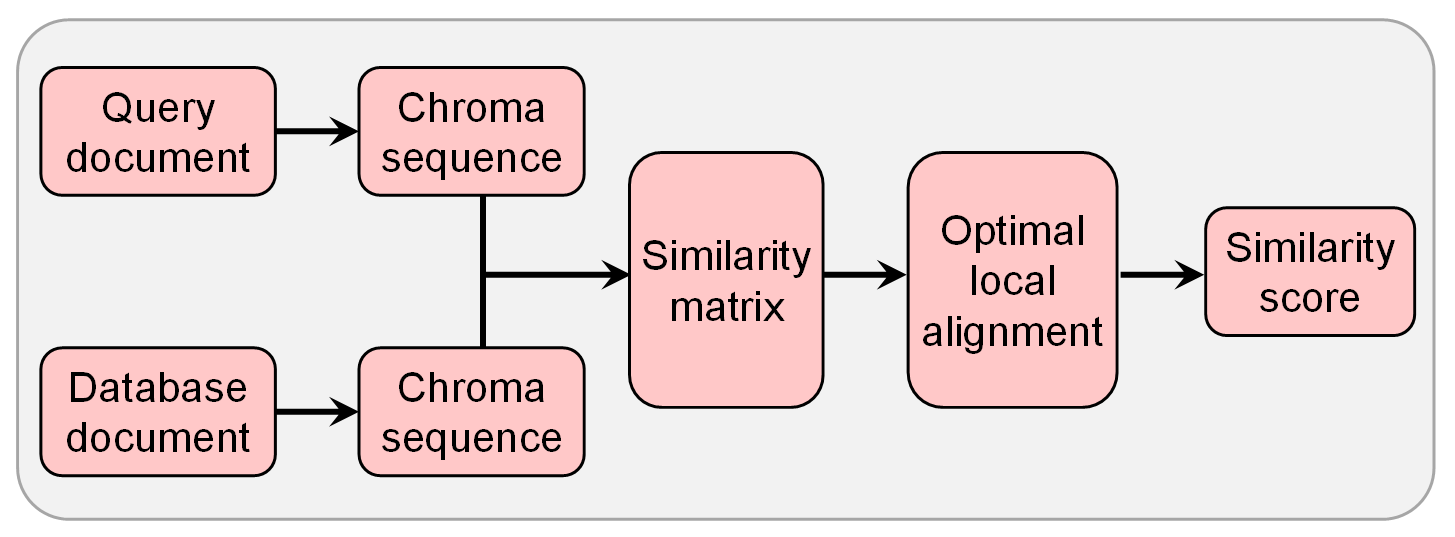 Query
document
Chroma
sequence
Database
document
Chroma
sequence
Similarity
matrix
Optimal
local
alignment
Similarity
score